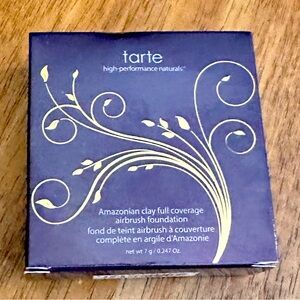 tarte
high-performance naturals™
Amazonian clay full coverage
airbrush foundation
fond de teint airbrush à couverture
complète en argile d'Amazonie
net wt 7 g / 0.247 Oz.